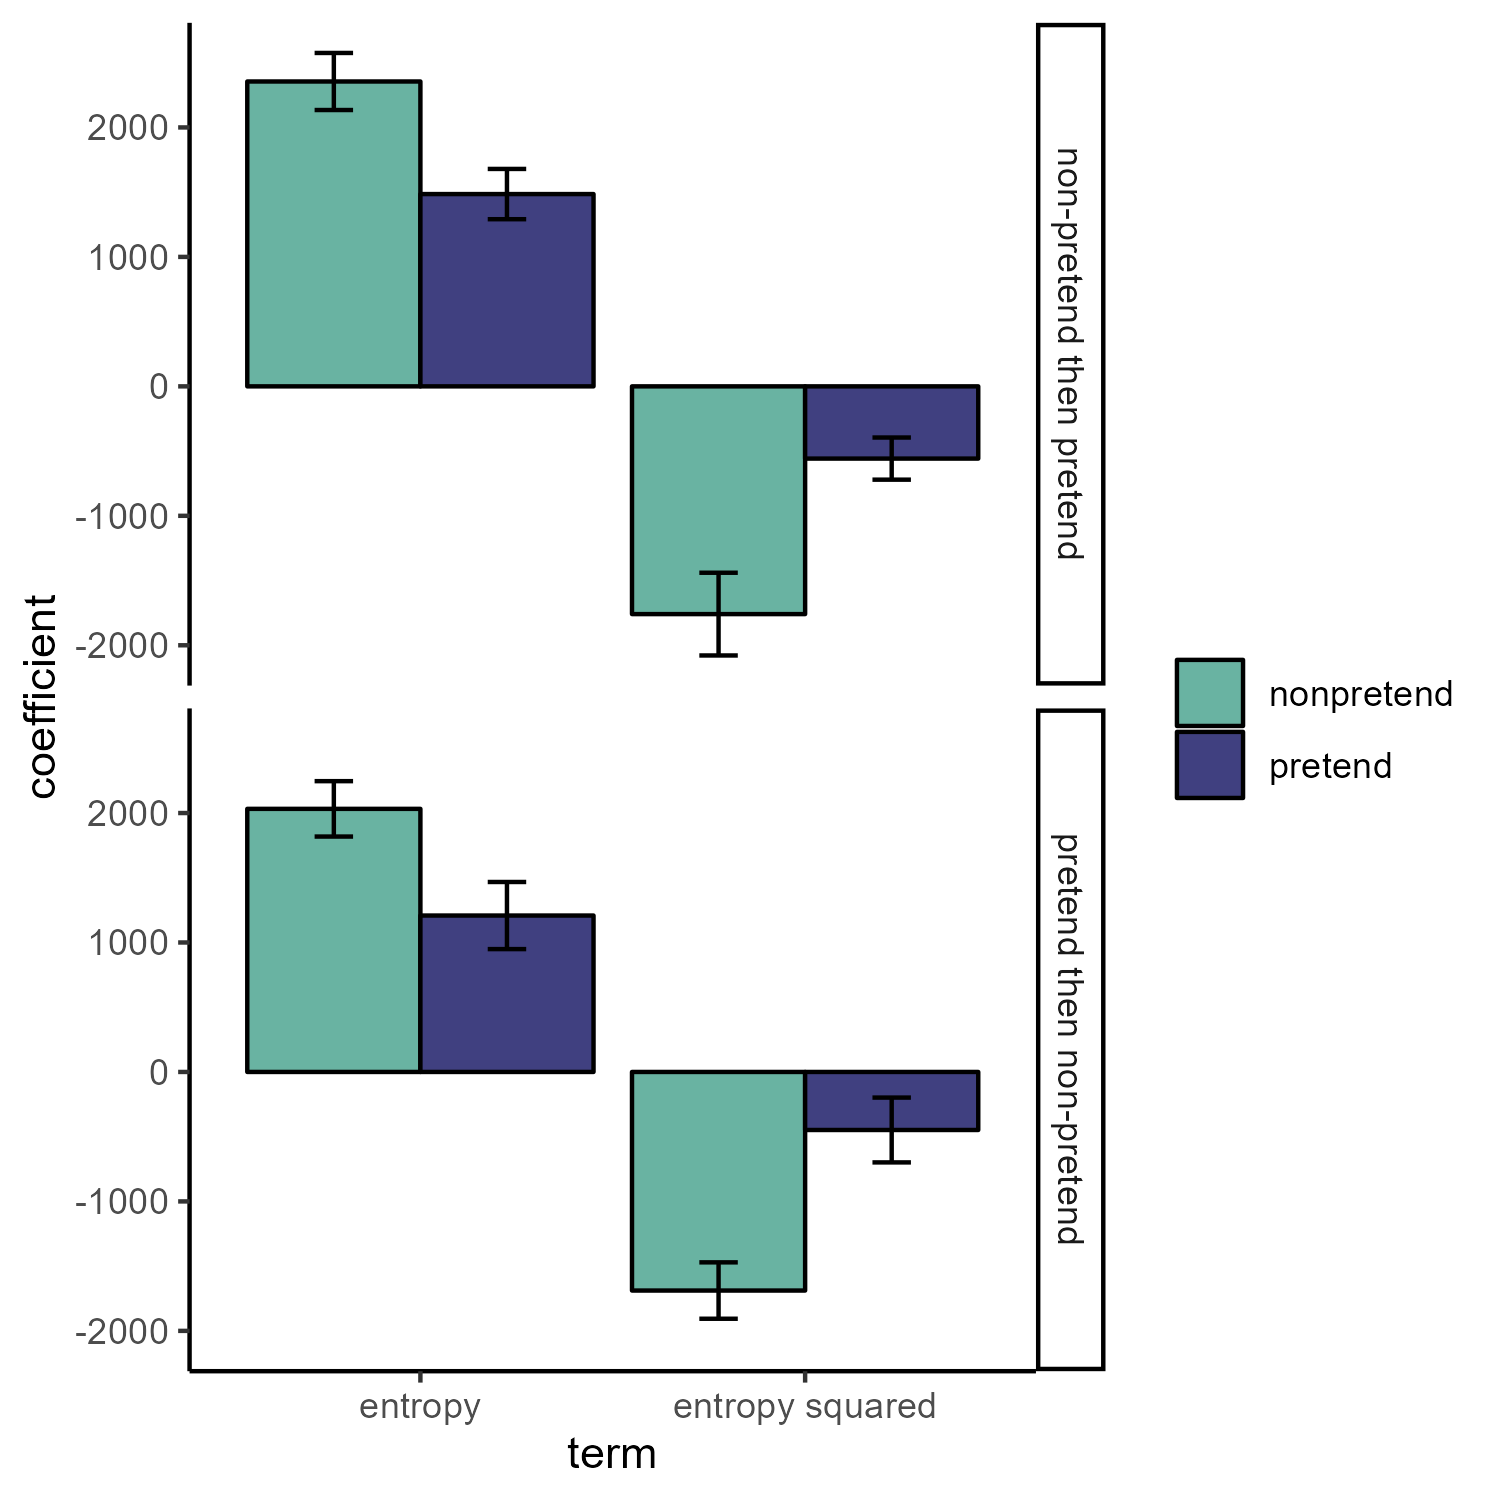 coefficient
2000
1000
0
-1000
-2000
non-pretend then pretend
2000
1000
0
-1000
-2000
pretend then non-pretend
entropy
entropy squared
term
nonpretend
pretend